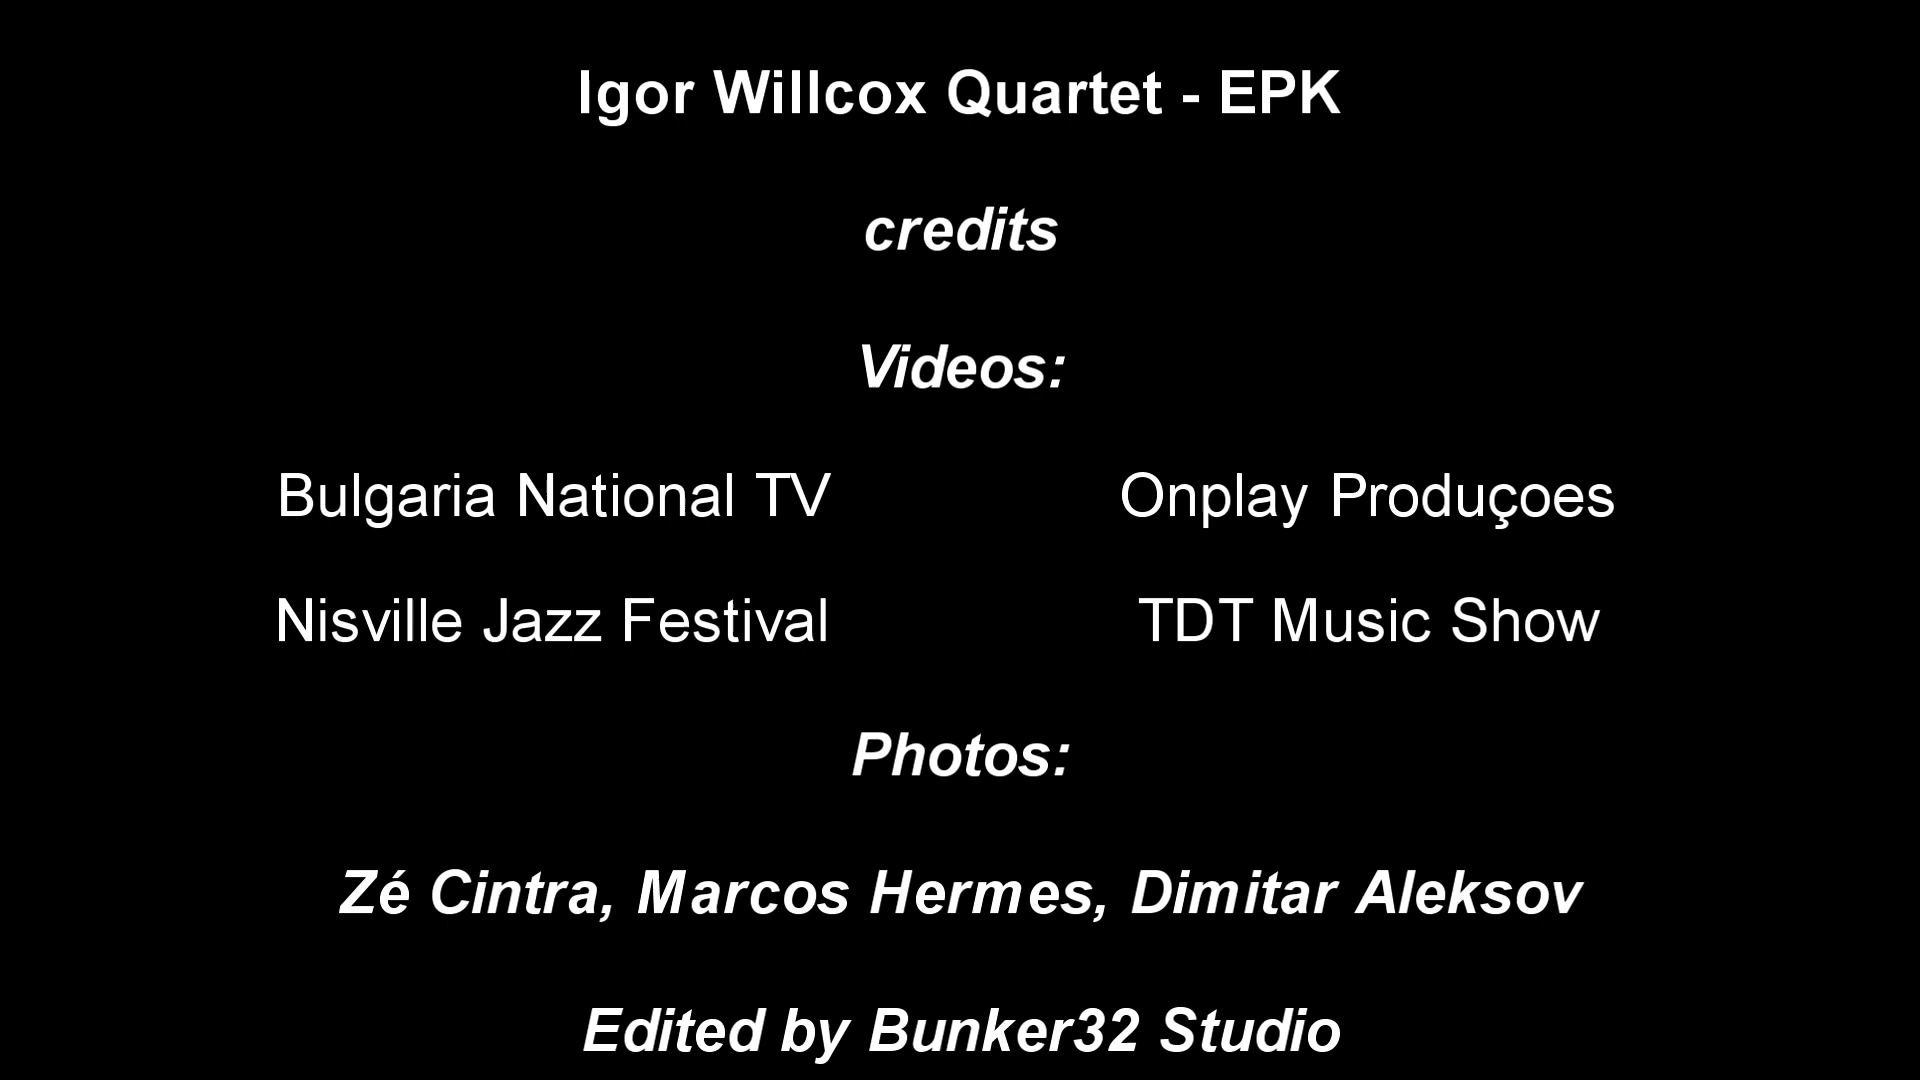 Igor Willcox Quartet - EPK
credits
Videos:
Bulgaria National TV Onplay Produçoes
Nisville Jazz Festival TDT Music Show
Photos:
Zé Cintra, Marcos Hermes, Dimitar Aleksov
Edited by Bunker32 Studio